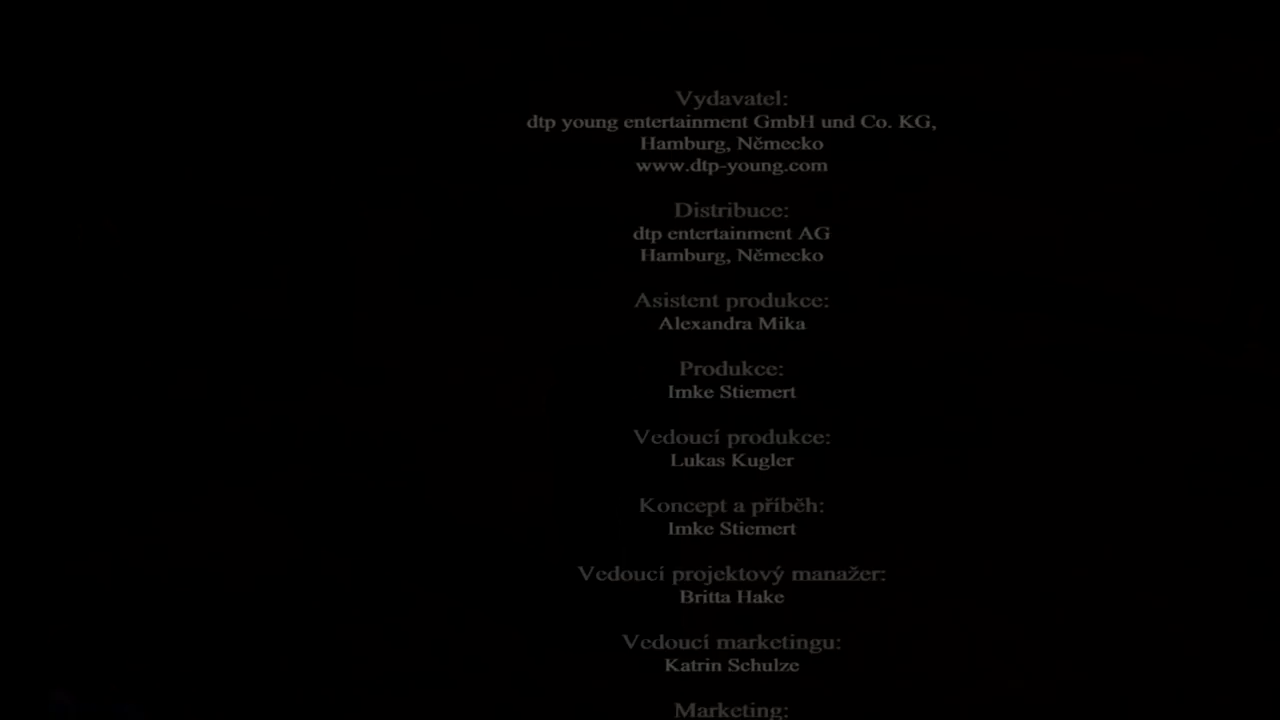 Vydavatel:
dtp young entertainment GmbH und Co. KG,
Hamburg, Německo
www.dtp-young.com
Distribuce:
dtp entertainment AG
Hamburg, Německo
Asistent produkce:
Alexandra Mika
Produkce:
Imke Stiemert
Vedoucí produkce:
Lukas Kugler
Koncept a příběh:
Imke Stiemert
Vedoucí projektový manažer:
Britta Hake
Vedoucí marketingu:
Katrin Schulze
Marketing: